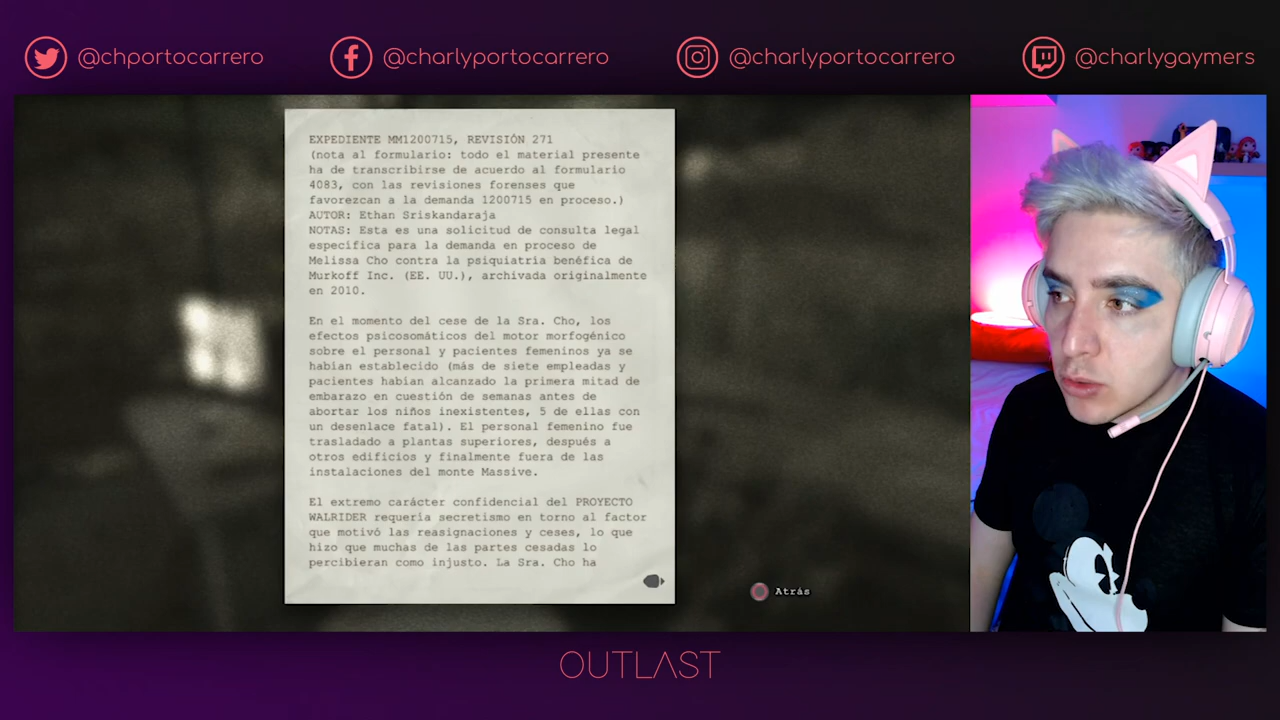 @chportocarrero
@charlyportocarrero
@charlyportocarrero
@charlygaymers
EXPEDIENTE MM1200715, REVISIÓN 271
(nota al formulario: todo el material presente
ha de transcribirse de acuerdo al formulario
4083, con las revisiones forenses que
favorezcan a la demanda 1200715 en proceso.)
AUTOR: Ethan Sriskandaraja
NOTAS: Esta es una solicitud de consulta legal
específica para la demanda en proceso de
Melissa Cho contra la psiquiatría benéfica de
Murkoff Inc. (EE. UU.), archivada originalmente
en 2010.
En el momento del cese de la Sra. Cho, los
efectos psicosomáticos del motor morfogénico
sobre el personal y pacientes femeninos ya se
habían establecido (más de siete empleadas y
pacientes habían alcanzado la primera mitad de
embarazo en cuestión de semanas antes de
abortar los niños inexistentes, 5 de ellas con
un desenlace fatal). El personal femenino fue
trasladado a plantas superiores, después a
otros edificios y finalmente fuera de las
instalaciones del monte Massive.
El extremo carácter confidencial del PROYECTO
WALRIDER requería secretismo en torno al factor
que motivó las reasignaciones y ceses, lo que
hizo que muchas de las partes cesadas lo
percibieran como injusto. La Sra. Cho ha
Atrás
OUTLAST